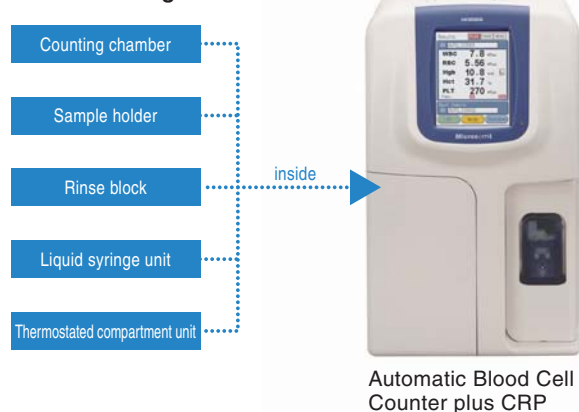 Counting chamber
Sample holder
Rinse block
Liquid syringe unit
Thermostated compartment unit
inside
WBC 7.8
RBC 5.56
Hgb 10.8
Hct 31.7
PLT 270
Automatic Blood Cell
Counter plus CRP